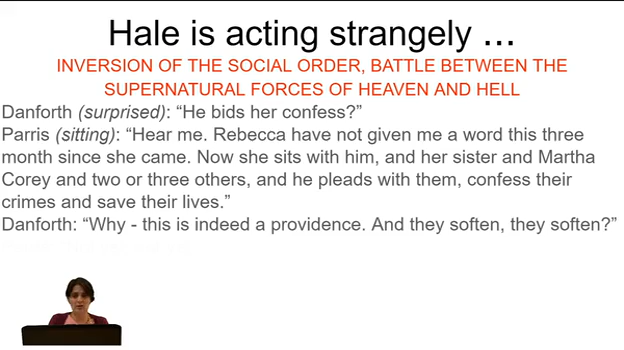 Hale is acting strangely ...
INVERSION OF THE SOCIAL ORDER, BATTLE BETWEEN THE
SUPERNATURAL FORCES OF HEAVEN AND HELL
Danforth (surprised): “He bids her confess?”
Parris (sitting): “Hear me. Rebecca have not given me a word this three
month since she came. Now she sits with him, and her sister and Martha
Corey and two or three others, and he pleads with them, confess their
crimes and save their lives.”
Danforth: “Why - this is indeed a providence. And they soften, they soften?”